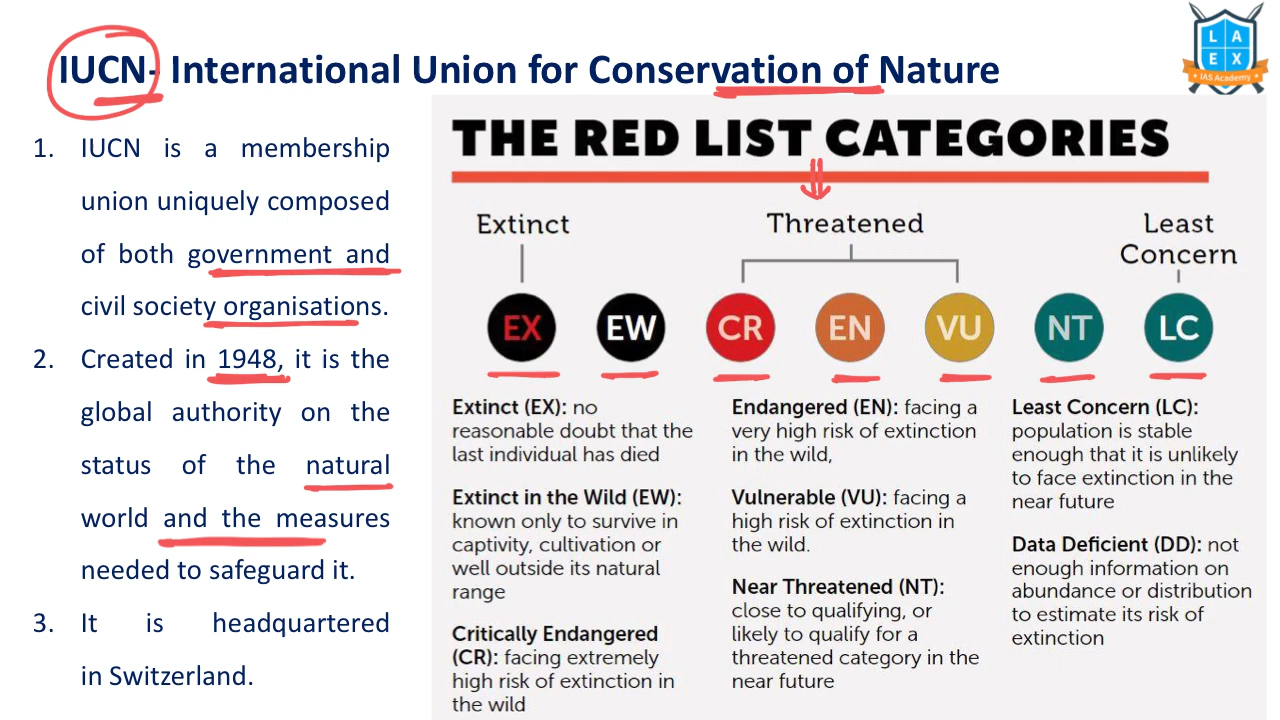 IUCN- International Union for Conservation of Nature
L A
E X
IAS Academy
1. IUCN is a membership
union uniquely composed
of both government and
civil society organisations.
2. Created in 1948, it is the
global authority on the
status of the natural
world and the measures
needed to safeguard it.
3. It is headquartered
in Switzerland.
THE RED LIST CATEGORIES
Extinct
Threatened
Least
Concern
EX EW CR EN VU NT LC
Extinct (EX): no
reasonable doubt that the
last individual has died
Extinct in the Wild (EW):
known only to survive in
captivity, cultivation or
well outside its natural
range
Critically Endangered
(CR): facing extremely
high risk of extinction in
the wild
Endangered (EN): facing a
very high risk of extinction
in the wild,
Vulnerable (VU): facing a
high risk of extinction in
the wild.
Near Threatened (NT):
close to qualifying, or
likely to qualify for a
threatened category in the
near future
Least Concern (LC):
population is stable
enough that it is unlikely
to face extinction in the
near future
Data Deficient (DD): not
enough information on
abundance or distribution
to estimate its risk of
extinction